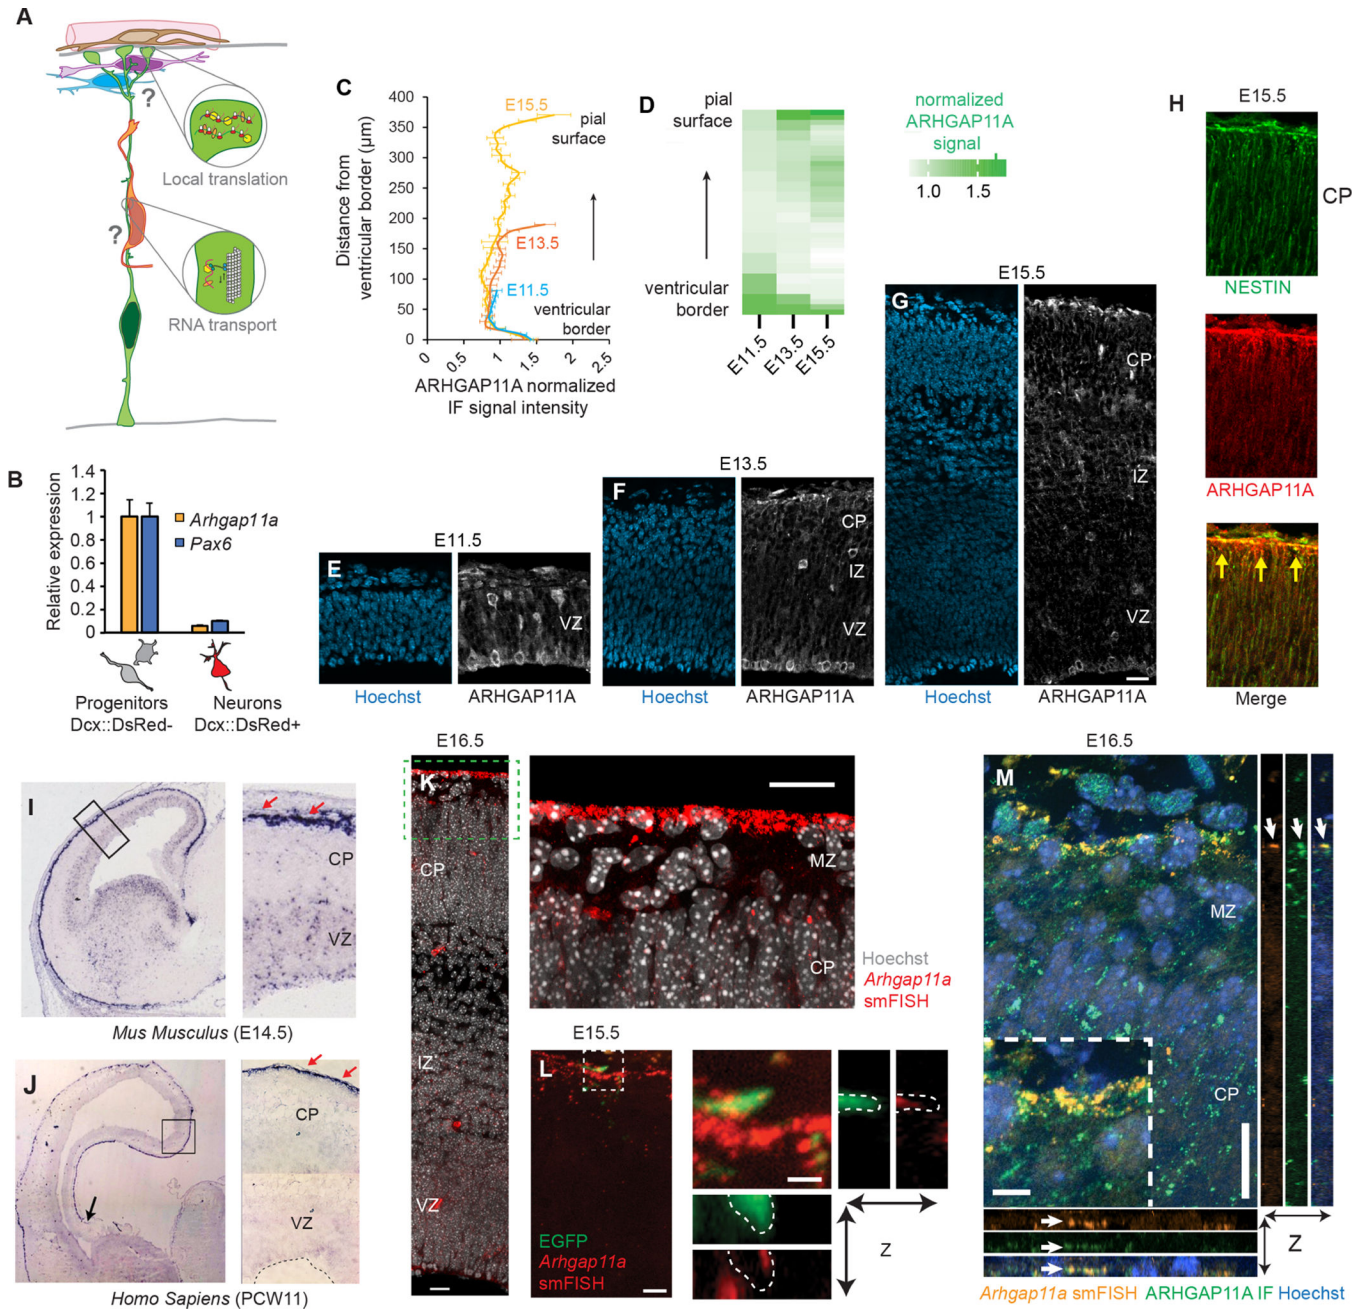 A
?
Local translation
?
RNA transport
B
Relative expression
1.4
1.2
1
0.8
0.6
0.4
0.2
0
Arhgap11a
Pax6
Progenitors
Dcx::DsRed-
Neurons
Dcx::DsRed+
C
Distance from
ventricular border (µm)
400
350
300
250
200
150
100
50
0
E15.5
pial
surface
E13.5
E11.5
ventricular
border
0
0.5
1
1.5
2
2.5
ARHGAP11A normalized
IF signal intensity
D
pial
surface
ventricular
border
E11.5
E13.5
E15.5
normalized
ARHGAP11A
signal
1.0
1.5
E11.5
E
VZ
Hoechst
ARHGAP11A
E13.5
F
CP
IZ
VZ
Hoechst
ARHGAP11A
E15.5
G
CP
IZ
VZ
Hoechst
ARHGAP11A
H
E15.5
CP
NESTIN
ARHGAP11A
Merge
I
CP
VZ
Mus Musculus (E14.5)
J
CP
VZ
Homo Sapiens (PCW11)
E16.5
K
CP
IZ
VZ
MZ
CP
Hoechst
Arhgap11a
smFISH
E15.5
L
EGFP
Arhgap11a
smFISH
Z
E16.5
M
MZ
CP
Z
Arhgap11a smFISH ARHGAP11A IF Hoechst